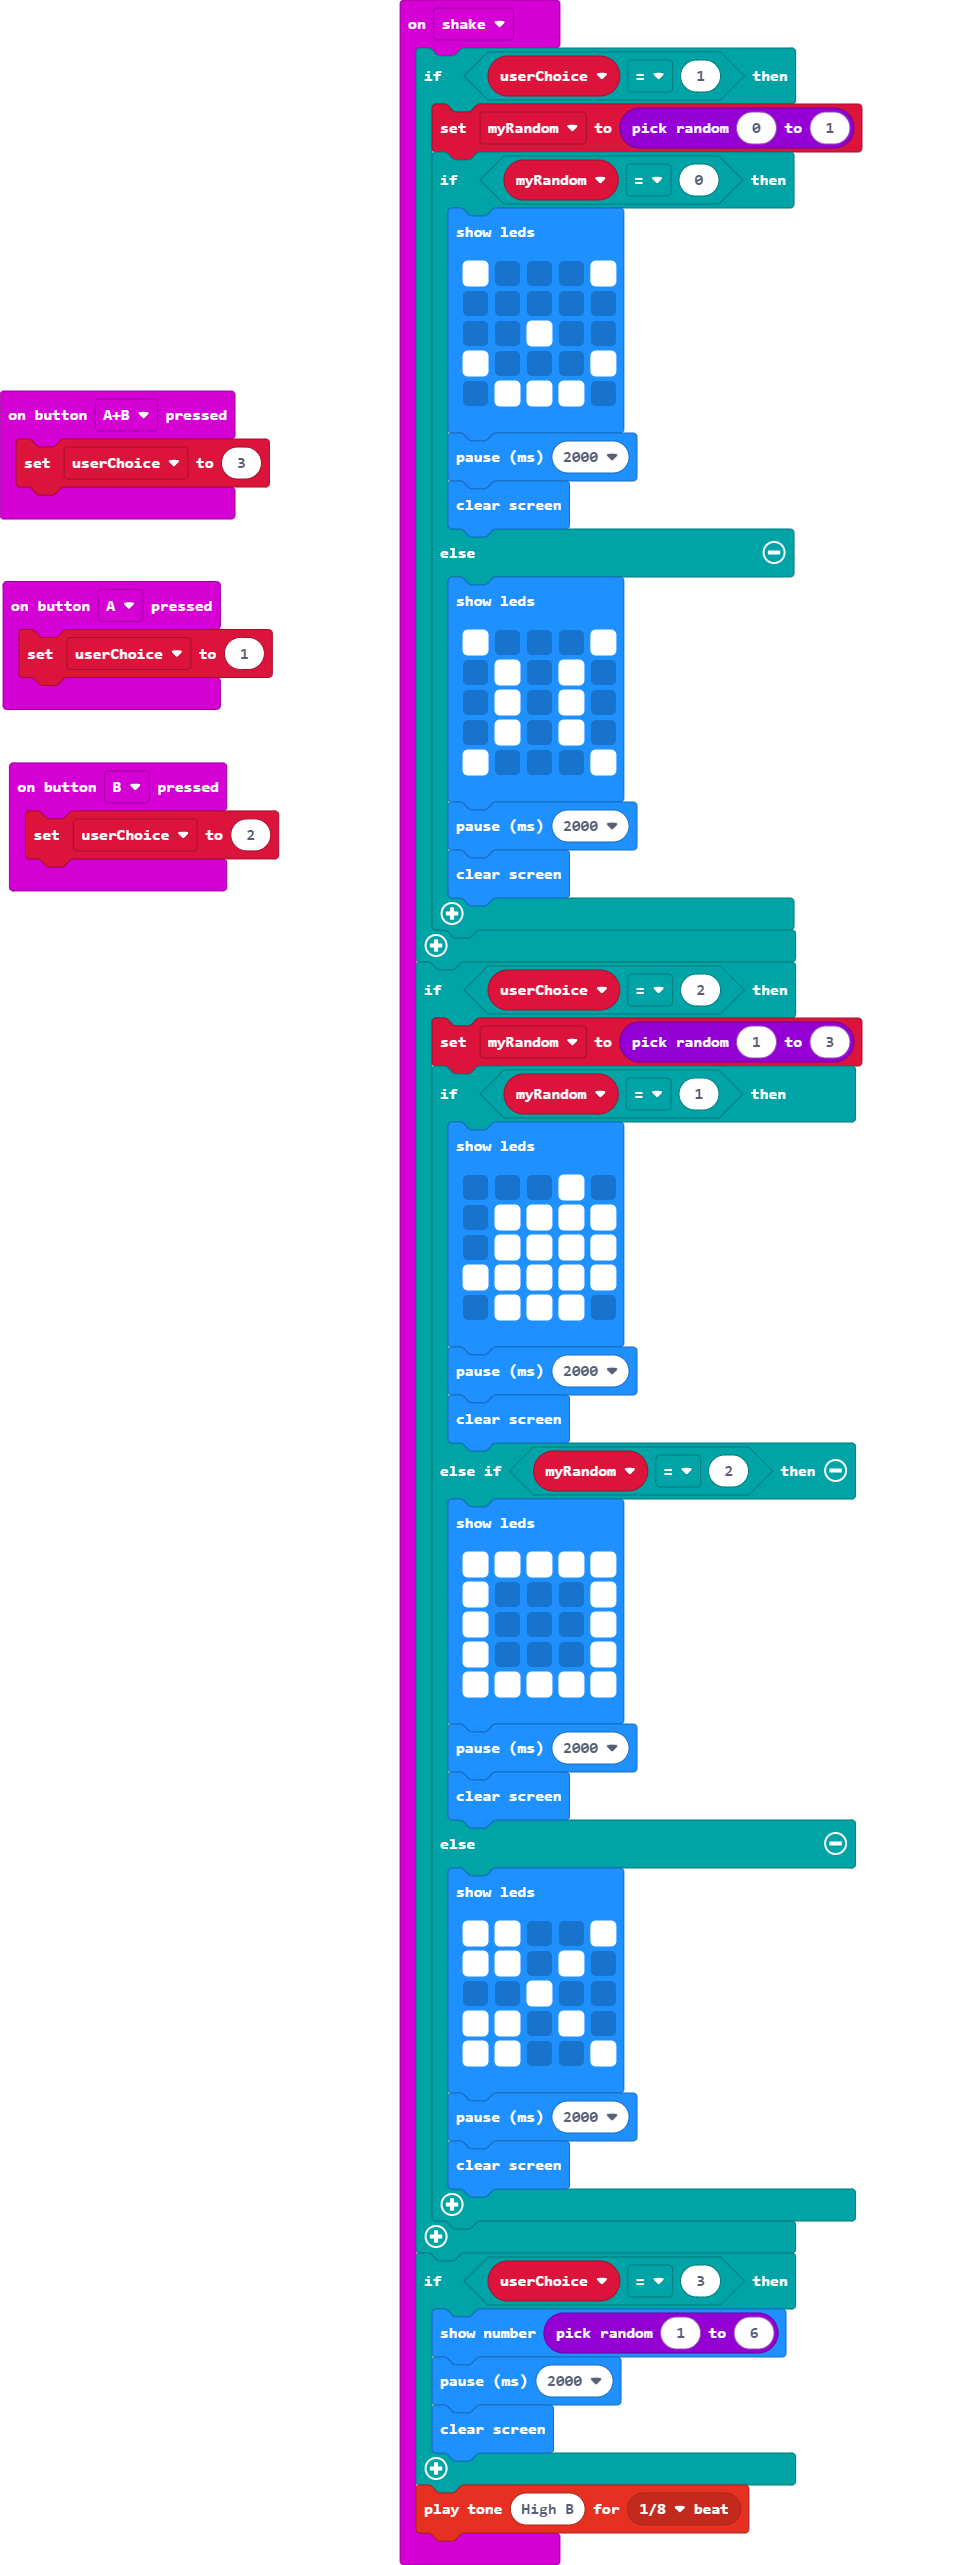 on button A+B pressed
set userChoice to 3
on button A pressed
set userChoice to 1
on button B pressed
set userChoice to 2
on shake
if userChoice = 1 then
set myRandom to pick random 0 to 1
if myRandom = 0 then
show leds
pause (ms) 2000
clear screen
else
show leds
pause (ms) 2000
clear screen
if userChoice = 2 then
set myRandom to pick random 1 to 3
if myRandom = 1 then
show leds
pause (ms) 2000
clear screen
else if myRandom = 2 then
show leds
pause (ms) 2000
clear screen
else
show leds
pause (ms) 2000
clear screen
if userChoice = 3 then
show number pick random 1 to 6
pause (ms) 2000
clear screen
play tone High B for 1/8 beat